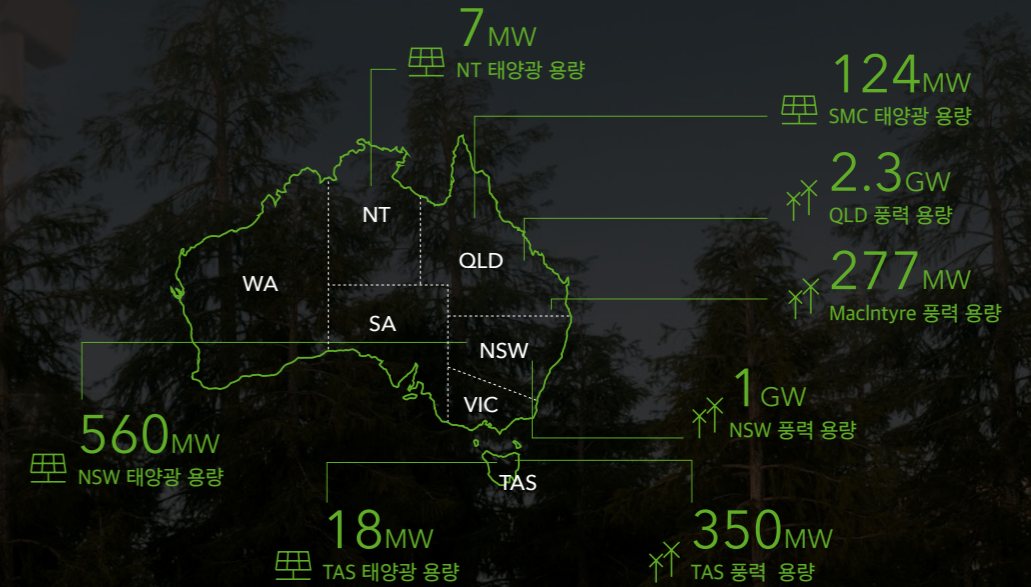 7MW
NT 태양광 용량
124MW
SMC 태양광 용량
2.3GW
QLD 풍력 용량
277MW
MacIntyre 풍력 용량
NT
QLD
WA
SA
NSW
VIC
TAS
1GW
NSW 풍력 용량
560MW
NSW 태양광 용량
18MW
TAS 태양광 용량
350MW
TAS 풍력 용량